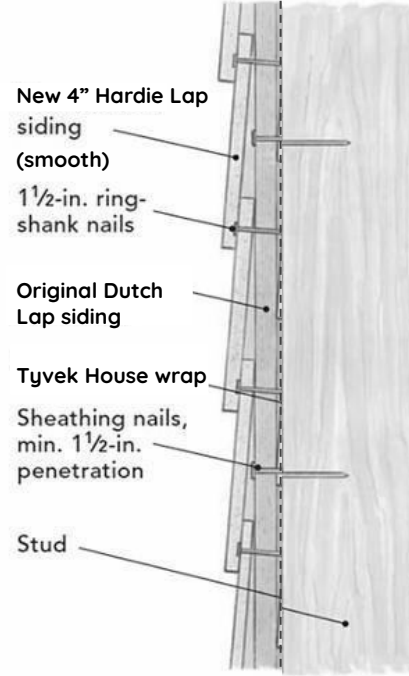 New 4” Hardie Lap
siding
(smooth)
1½-in. ring-
shank nails
Original Dutch
Lap siding
Tyvek House wrap
Sheathing nails,
min. 1½-in.
penetration
Stud